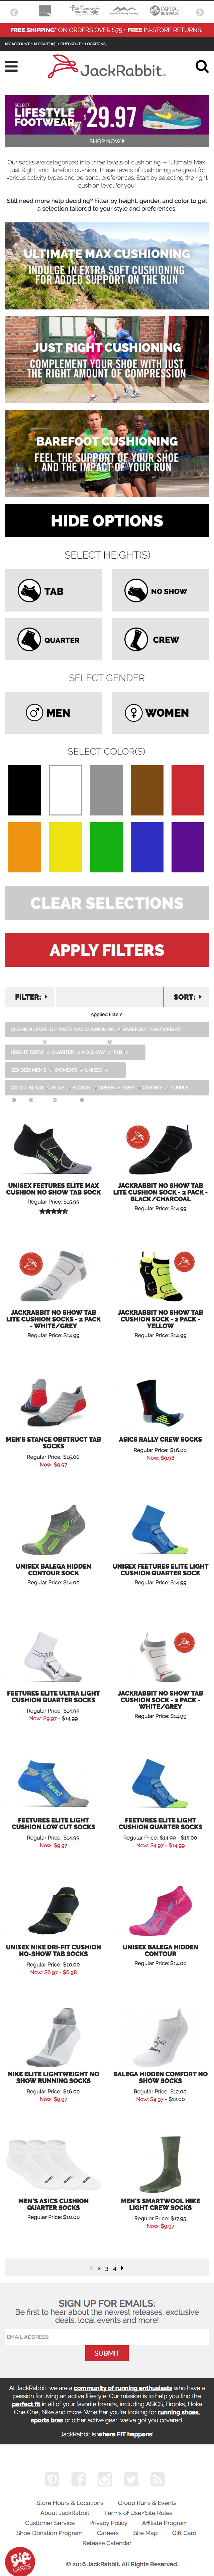 CAPITAL
RUNWALK
FREE SHIPPING* ON ORDERS OVER $75 + FREE IN-STORE RETURNS.
MY ACCOUNT • MY CART • CHECKOUT • LOCATIONS
JackRabbit
SELECT
LIFESTYLE
FOOTWEAR
$29.97
SHOP NOW
Our socks are categorized into three levels of cushioning — Ultimate Max,
Just Right, and Barefoot cushion. These levels of cushioning are great for
various activity types and personal preferences. Start by selecting the right
cushion level for you!
Still need more help deciding? Filter by height, gender, and color to get
a selection tailored to your style and preferences.
ULTIMATE MAX CUSHIONING
INDULGE IN EXTRA SOFT CUSHIONING
FOR ADDED SUPPORT ON THE RUN
JUST RIGHT CUSHIONING
COMPLEMENT YOUR SHOE WITH JUST
THE RIGHT AMOUNT OF COMPRESSION
BAREFOOT CUSHIONING
FEEL THE SUPPORT OF YOUR SHOE
AND THE IMPACT OF YOUR RUN
HIDE OPTIONS
SELECT HEIGHT(S)
TAB
NO SHOW
QUARTER
CREW
SELECT GENDER
MEN
WOMEN
SELECT COLOR(S)
CLEAR SELECTIONS
APPLY FILTERS
FILTER:
SORT:
Applied Filters:
CUSHION LEVEL: ULTIMATE MAX CUSHIONING BAREFOOT LIGHTWEIGHT
HEIGHT: CREW QUARTER NO SHOW TAB
GENDER: MEN'S WOMEN'S UNISEX
COLOR: BLACK BLUE BROWN GREEN GREY ORANGE PURPLE
UNISEX FEETURES ELITE MAX
CUSHION NO SHOW TAB SOCK
Regular Price: $15.99
JACKRABBIT NO SHOW TAB
LITE CUSHION SOCK - 2 PACK -
BLACK/CHARCOAL
Regular Price: $14.99
JACKRABBIT NO SHOW TAB
LITE CUSHION SOCKS - 2 PACK
- WHITE/GREY
Regular Price: $14.99
JACKRABBIT NO SHOW TAB
CUSHION SOCK - 2 PACK -
YELLOW
Regular Price: $14.99
MEN'S STANCE OBSTRUCT TAB
SOCKS
Regular Price: $15.00
Now: $9.97
ASICS RALLY CREW SOCKS
Regular Price: $16.00
Now: $9.98
UNISEX BALEGA HIDDEN
CONTOUR SOCK
Regular Price: $14.00
UNISEX FEETURES ELITE LIGHT
CUSHION QUARTER SOCK
Regular Price: $14.99
FEETURES ELITE ULTRA LIGHT
CUSHION QUARTER SOCKS
Regular Price: $14.99
Now: $9.97 - $14.99
JACKRABBIT NO SHOW TAB
CUSHION SOCK - 2 PACK -
WHITE/GREY
Regular Price: $14.99
FEETURES ELITE LIGHT
CUSHION LOW CUT SOCKS
Regular Price: $14.99
Now: $9.97
FEETURES ELITE LIGHT
CUSHION QUARTER SOCKS
Regular Price: $14.99 - $15.00
Now: $4.97 - $14.99
UNISEX NIKE DRI-FIT CUSHION
NO-SHOW TAB SOCKS
Regular Price: $10.00
Now: $6.97 - $6.98
UNISEX BALEGA HIDDEN
CONTOUR
Regular Price: $14.00
NIKE ELITE LIGHTWEIGHT NO
SHOW RUNNING SOCKS
Regular Price: $16.00
Now: $9.97
BALEGA HIDDEN COMFORT NO
SHOW SOCKS
Regular Price: $12.00
Now: $4.97 - $12.00
MEN'S ASICS CUSHION
QUARTER SOCKS
Regular Price: $10.00
MEN'S SMARTWOOL HIKE
LIGHT CREW SOCKS
Regular Price: $17.95
Now: $9.97
1 2 3 4
SIGN UP FOR EMAILS:
Be first to hear about the newest releases, exclusive
deals, local events and more!
EMAIL ADDRESS
SUBMIT
At JackRabbit, we are a community of running enthusiasts who have a
passion for living an active lifestyle. Our mission is to help you find the
perfect fit in all of your favorite brands, including ASICS, Brooks, Hoka
One One, Nike and more. Whether you're looking for running shoes,
sports bras or other active gear, we've got you covered.
JackRabbit is where FIT happens!
Store Hours & Locations Group Runs & Events
About JackRabbit Terms of Use/Site Rules
Customer Service Privacy Policy Affiliate Program
Shoe Donation Program Careers Site Map Gift Card
Release Calendar
Gift
Cards
© 2016 JackRabbit. All Rights Reserved.